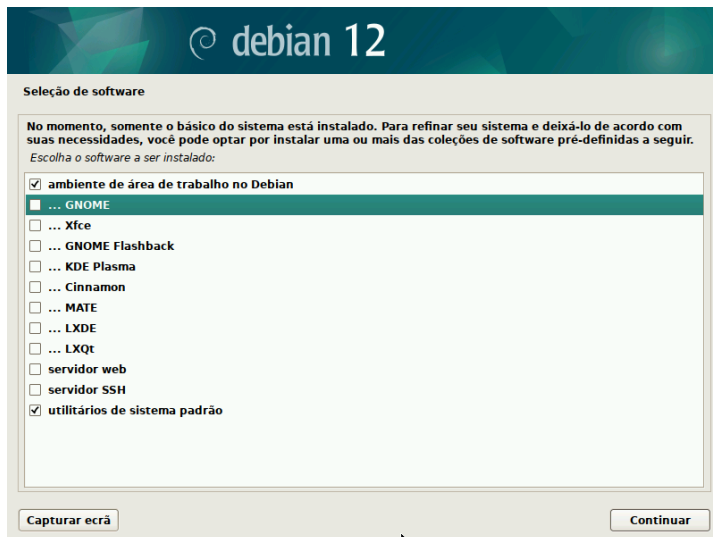 debian 12
Seleção de software
No momento, somente o básico do sistema está instalado. Para refinar seu sistema e deixá-lo de acordo com
suas necessidades, você pode optar por instalar uma ou mais das coleções de software pré-definidas a seguir.
Escolha o software a ser instalado:
ambiente de área de trabalho no Debian
... GNOME
... Xfce
... GNOME Flashback
... KDE Plasma
... Cinnamon
... MATE
... LXDE
... LXQt
servidor web
servidor SSH
utilitários de sistema padrão
Capturar ecrã
Continuar